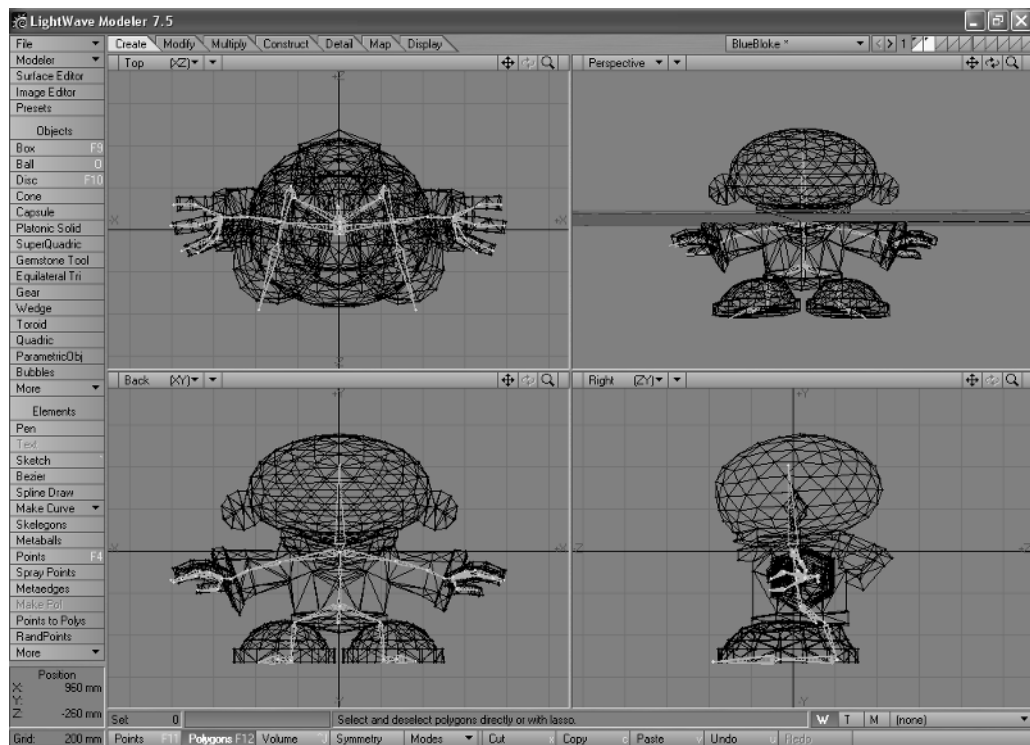 LightWave Modeler 7.5
File
Modeler
Surface Editor
Image Editor
Presets
Objects
Box F9
Ball O
Disc F10
Cone
Capsule
Platonic Solid
SuperQuadric
Gemstone Tool
Equilateral Tri
Gear
Wedge
Toroid
Quadric
ParametricObj
Bubbles
More
Elements
Pen
Text
Sketch
Bezier
Spline Draw
Make Curve
Skelegons
Metaballs
Points F4
Spray Points
Metaedges
Make Pol
Points to Polys
RandPoints
More
Position
X: 960 mm
Y:
Z: -260 mm
Grid: 200 mm
Create Modify Multiply Construct Detail Map Display
BlueBloke * < > 1
Top (XZ)
Perspective
Back (XY)
Right (ZY)
Set 0
Select and deselect polygons directly or with lasso.
W T M (none)
Points F11 Polygons F12 Volume ^J Symmetry Modes Cut x Copy c Paste v Undo u Redo